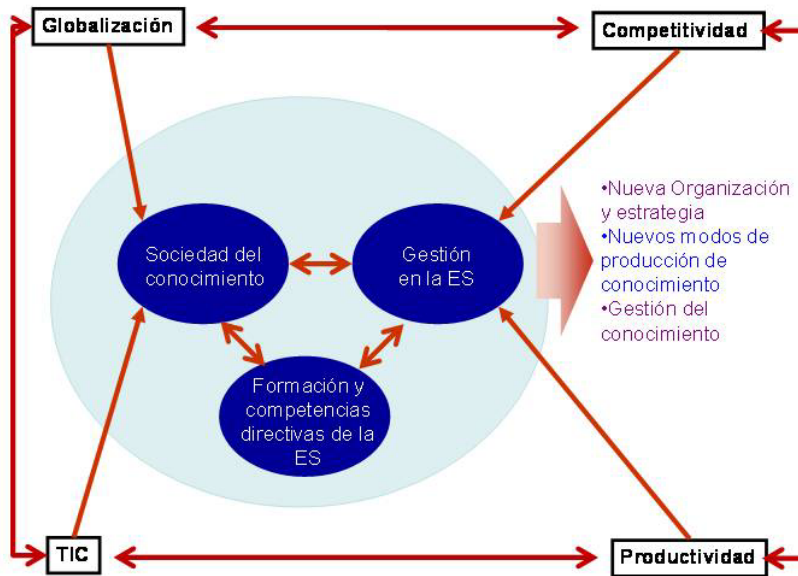 Globalización
Competitividad
Sociedad del
conocimiento
Gestión
en la ES
Formación y
competencias
directivas de la
ES
•Nueva Organización
y estrategia
•Nuevos modos de
producción de
conocimiento
•Gestión del
conocimiento
TIC
Productividad